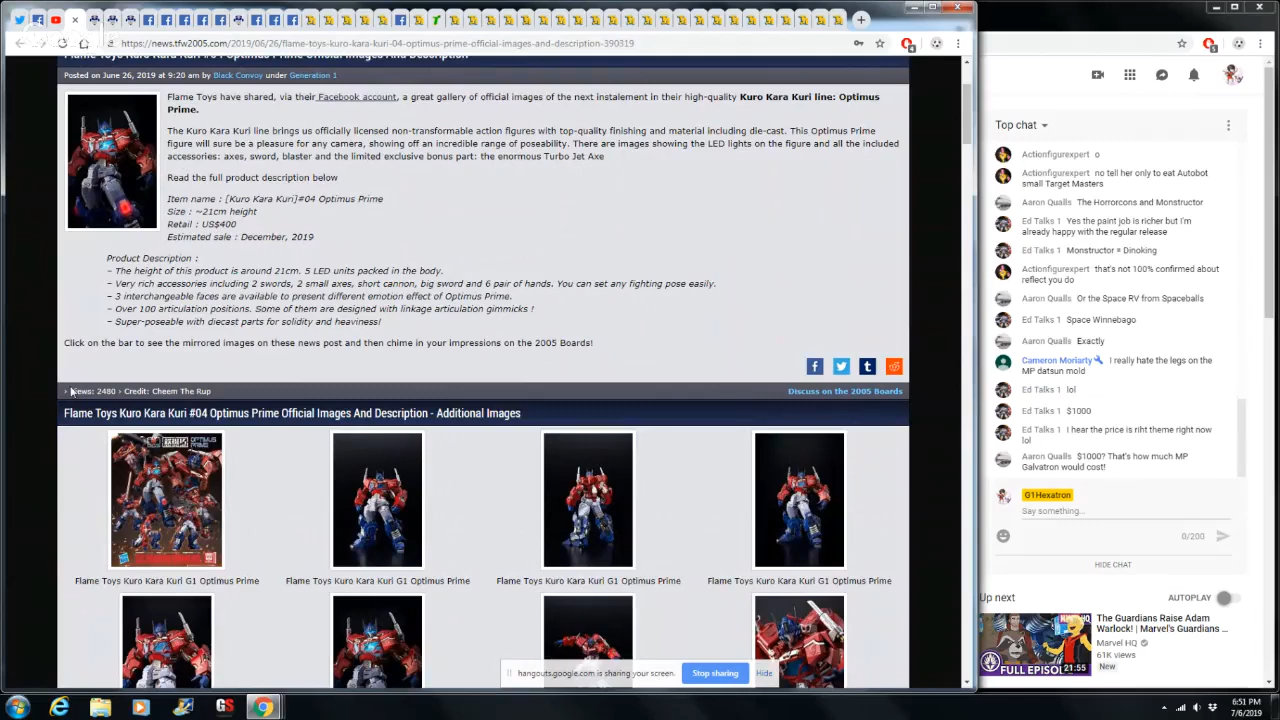 https://news.tfw2005.com/2019/06/26/flame-toys-kuro-kara-kuri-04-optimus-prime-official-images-and-description-390319
Flame Toys Kuro Kara Kuri #04 Optimus Prime Official Images And Description
Posted on June 26, 2019 at 9:20 am by Black Convoy under Generation 1
Flame Toys have shared, via their Facebook account, a great gallery of official images of the next instalment in their high-quality Kuro Kara Kuri line: Optimus
Prime.
The Kuro Kara Kuri line brings us officially licensed non-transformable action figures with top-quality finishing and material including die-cast. This Optimus Prime
figure will sure be a pleasure for any camera, showing off an incredible range of poseability. There are images showing the LED lights on the figure and all the included
accessories: axes, sword, blaster and the limited exclusive bonus part: the enormous Turbo Jet Axe
Read the full product description below
Item name : [Kuro Kara Kuri]#04 Optimus Prime
Size : ~21cm height
Retail : US$400
Estimated sale : December, 2019
Product Description :
– The height of this product is around 21cm. 5 LED units packed in the body.
– Very rich accessories including 2 swords, 2 small axes, short cannon, big sword and 6 pair of hands. You can set any fighting pose easily.
– 3 interchangeable faces are available to present different emotion effect of Optimus Prime.
– Over 100 articulation positions. Some of them are designed with linkage articulation gimmicks !
– Super-poseable with diecast parts for solidity and heaviness!
Click on the bar to see the mirrored images on these news post and then chime in your impressions on the 2005 Boards!
› Views: 2480 › Credit: Cheem The Rup
Discuss on the 2005 Boards
Flame Toys Kuro Kara Kuri #04 Optimus Prime Official Images And Description - Additional Images
OPTIMUS PRIME
Flame Toys Kuro Kara Kuri G1 Optimus Prime
Flame Toys Kuro Kara Kuri G1 Optimus Prime
Flame Toys Kuro Kara Kuri G1 Optimus Prime
Flame Toys Kuro Kara Kuri G1 Optimus Prime
hangouts.google.com is sharing your screen.
Stop sharing
Hide
Top chat
Actionfigurexpert o
Actionfigurexpert no tell her only to eat Autobot
small Target Masters
Aaron Qualls The Horrorcons and Monstructor
Ed Talks 1 Yes the paint job is richer but I'm
already happy with the regular release
Ed Talks 1 Monstructor = Dinoking
Actionfigurexpert that's not 100% confirmed about
reflect you do
Aaron Qualls Or the Space RV from Spaceballs
Ed Talks 1 Space Winnebago
Aaron Qualls Exactly
Cameron Moriarty I really hate the legs on the
MP datsun mold
Ed Talks 1 lol
Ed Talks 1 $1000
Ed Talks 1 I hear the price is riht theme right now
lol
Aaron Qualls $1000? That's how much MP
Galvatron would cost!
G1Hexatron
Say something...
0/200
HIDE CHAT
Up next
AUTOPLAY
The Guardians Raise Adam
Warlock! | Marvel's Guardians ...
Marvel HQ
61K views
New
FULL EPISO
21:55
6:51 PM
7/6/2019